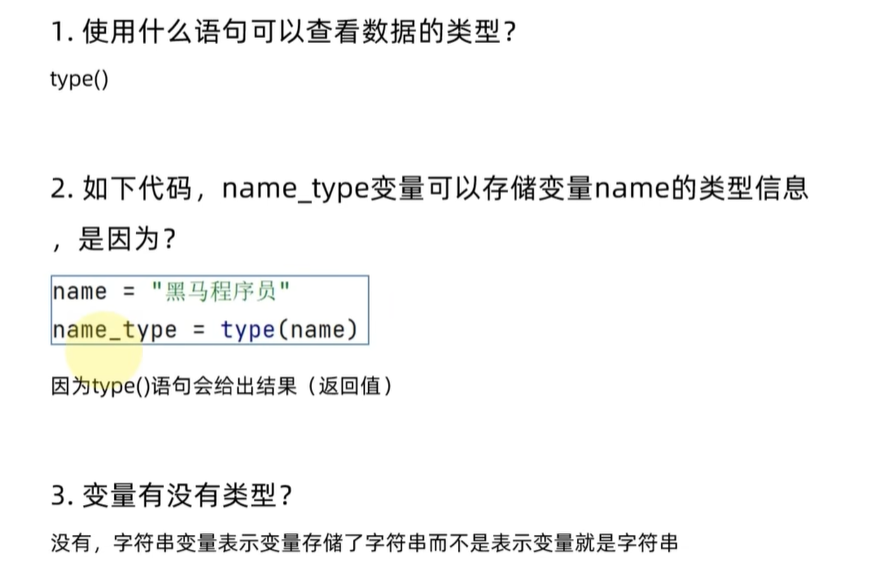 1. 使用什么语句可以查看数据的类型?
type()
2. 如下代码，name_type变量可以存储变量name的类型信息
，是因为?
name = "黑马程序员"
name_type = type(name)
因为type()语句会给出结果（返回值）
3. 变量有没有类型?
没有，字符串变量表示变量存储了字符串而不是表示变量就是字符串